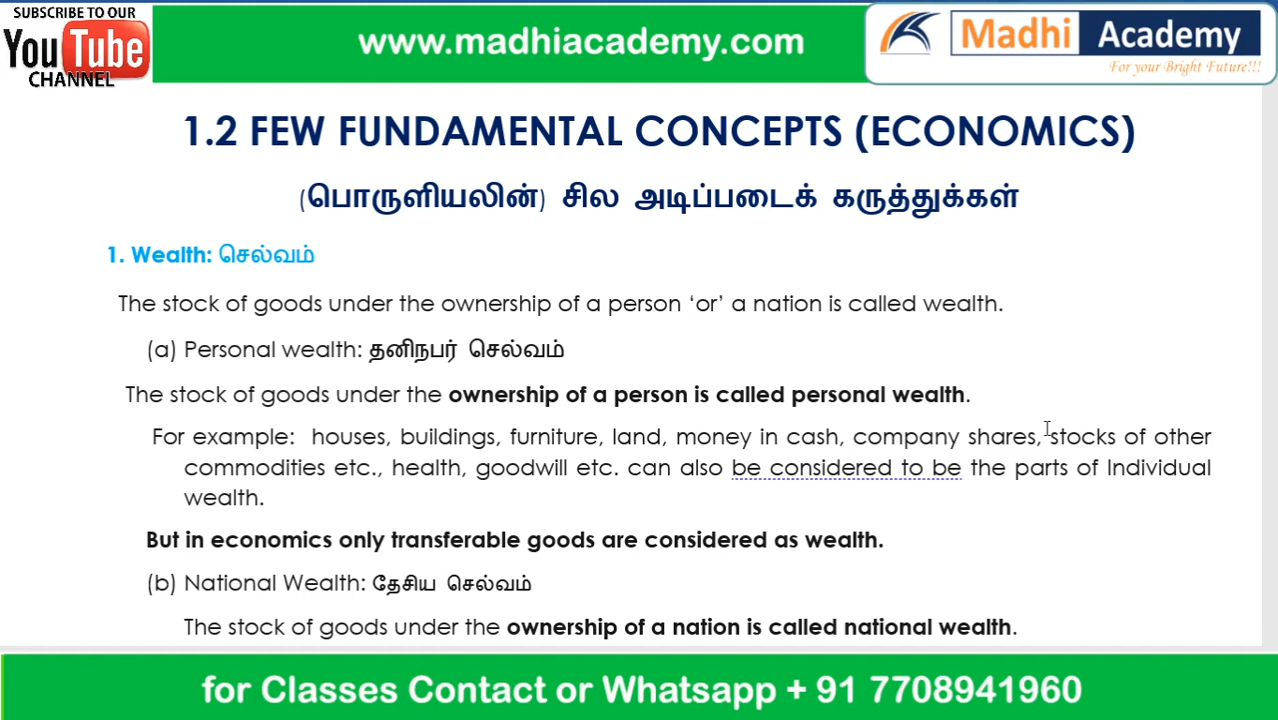 SUBSCRIBE TO OUR
YouTube
CHANNEL
www.madhiacademy.com
Madhi Academy
For your Bright Future!!!
1.2 FEW FUNDAMENTAL CONCEPTS (ECONOMICS)
(பொருளியலின்) சில அடிப்படைக் கருத்துக்கள்
1. Wealth: செல்வம்
The stock of goods under the ownership of a person ‘or’ a nation is called wealth.
(a) Personal wealth: தனிநபர் செல்வம்
The stock of goods under the ownership of a person is called personal wealth.
For example: houses, buildings, furniture, land, money in cash, company shares, stocks of other
commodities etc., health, goodwill etc. can also be considered to be the parts of Individual
wealth.
But in economics only transferable goods are considered as wealth.
(b) National Wealth: தேசிய செல்வம்
The stock of goods under the ownership of a nation is called national wealth.
for Classes Contact or Whatsapp + 91 7708941960